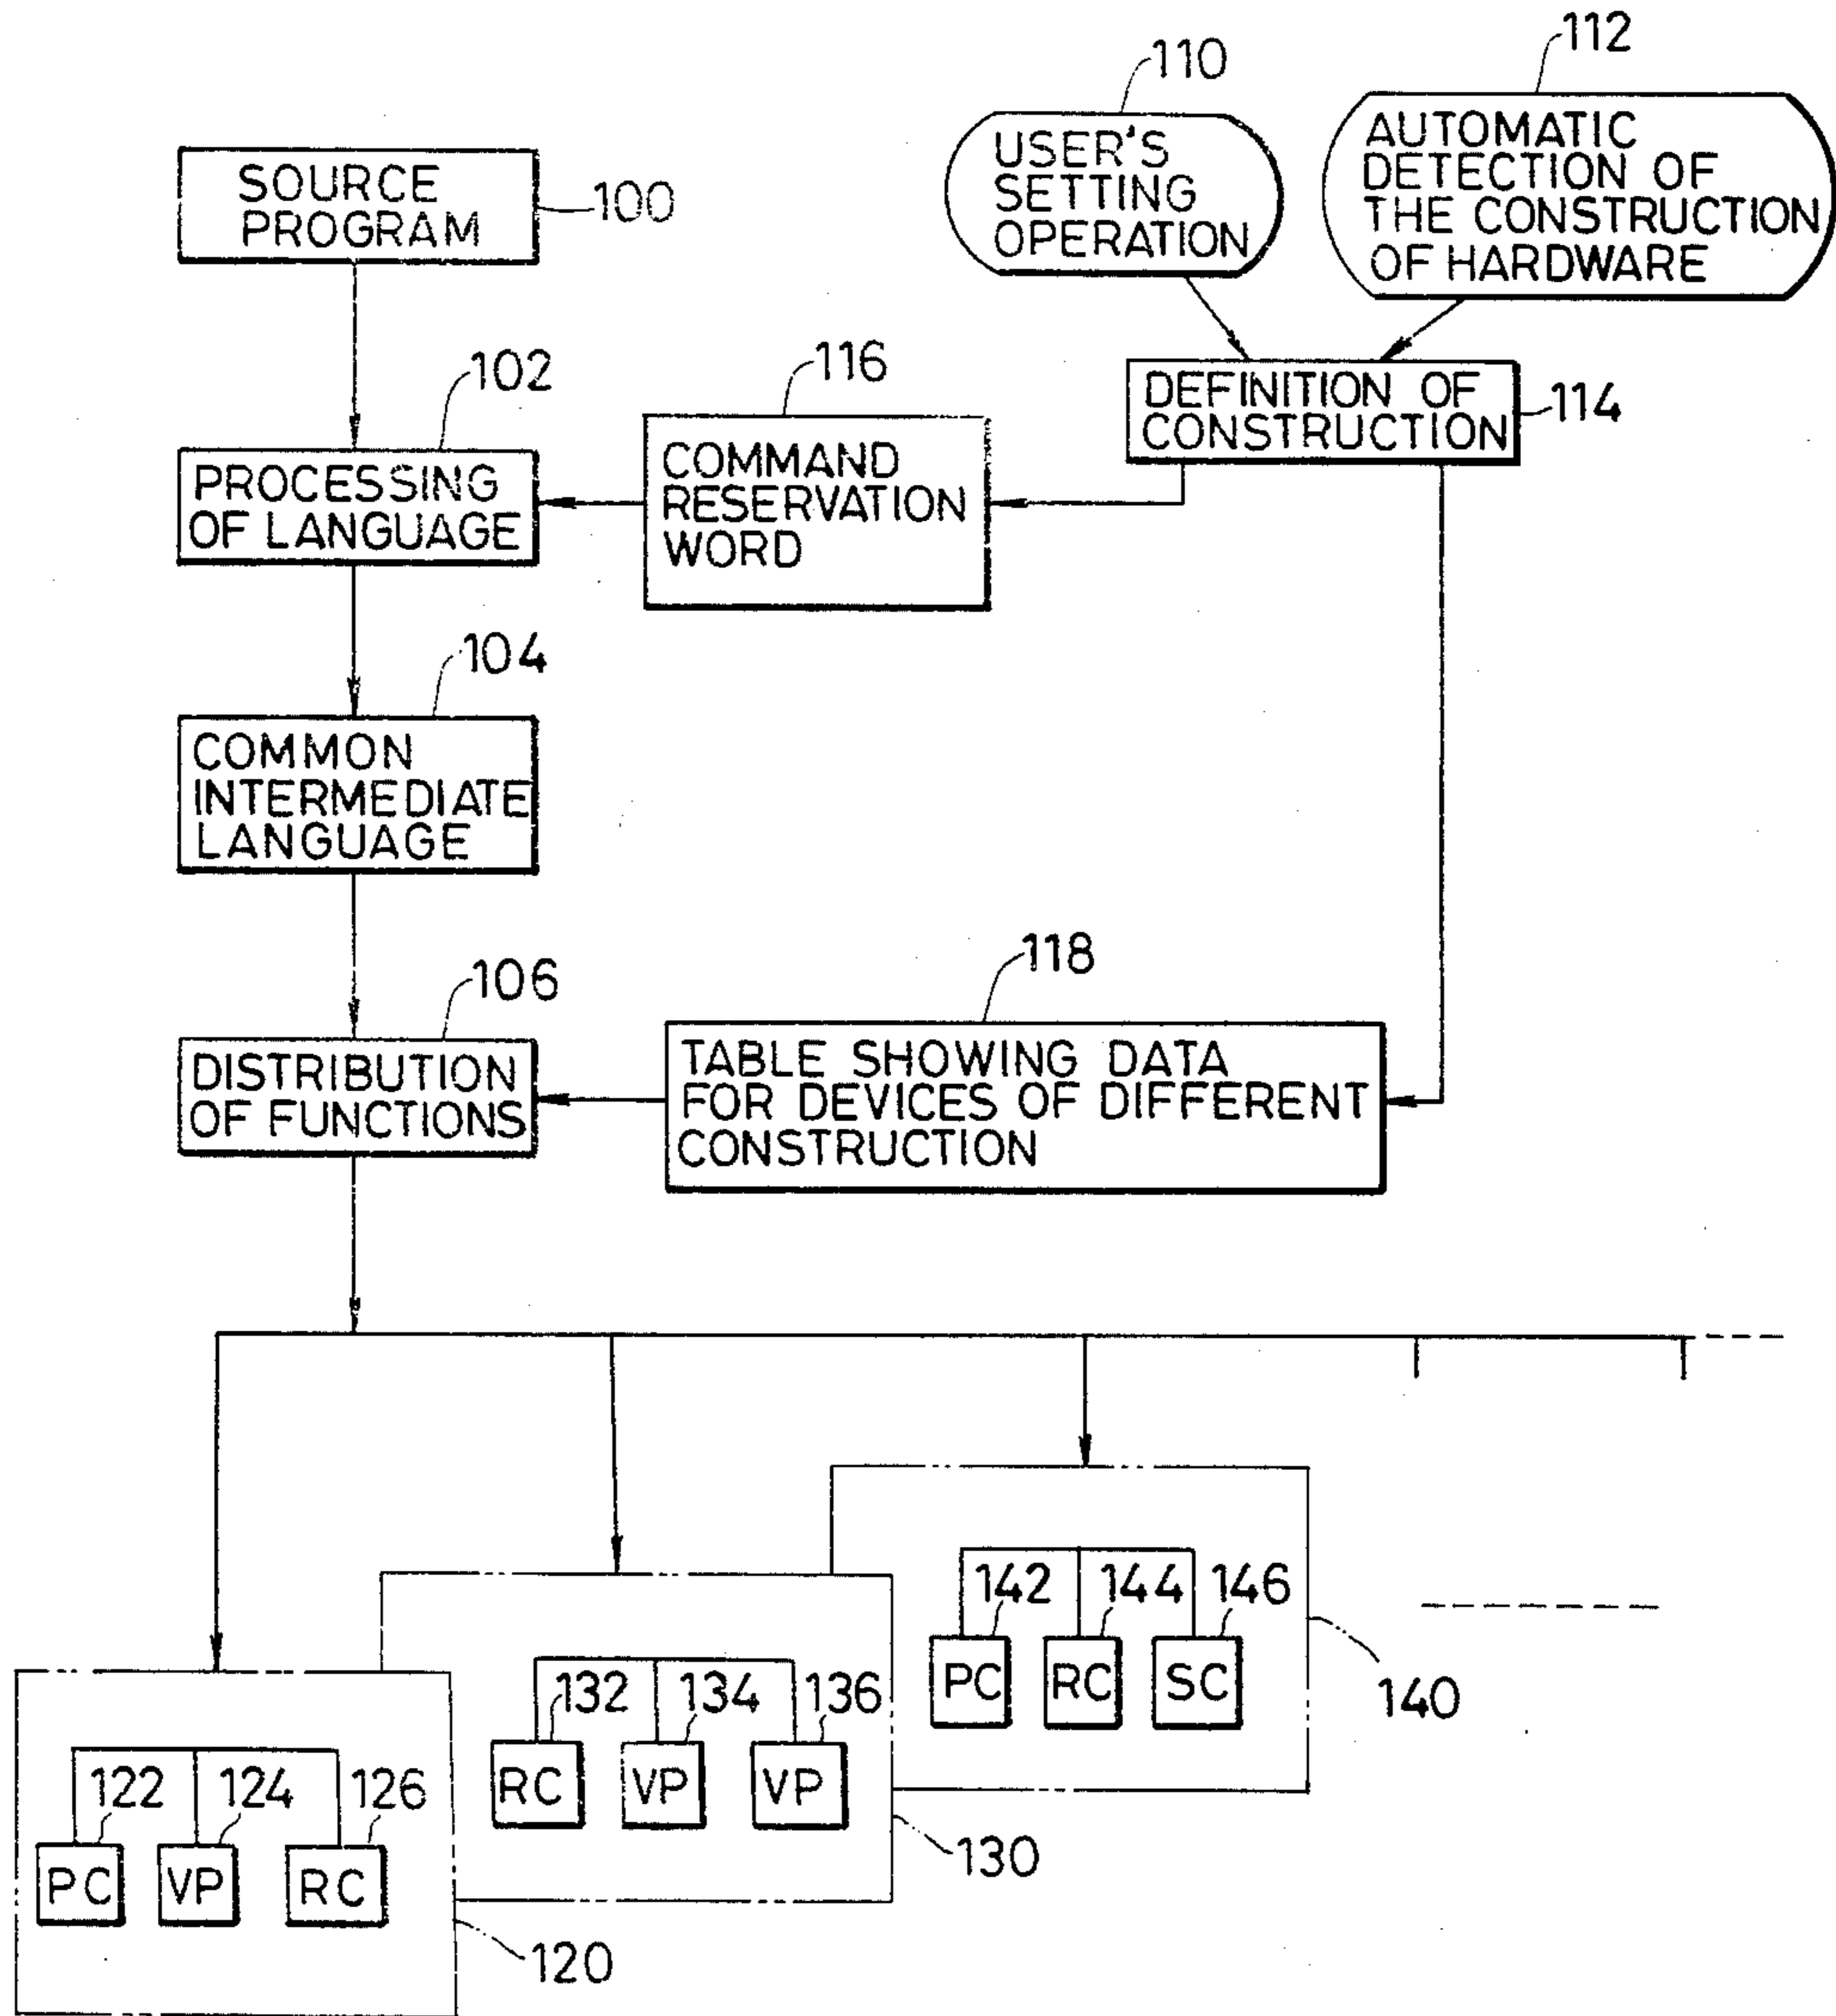 112
110
AUTOMATIC
DETECTION OF
THE CONSTRUCTION
OF HARDWARE
USER'S
SETTING
OPERATION
SOURCE
PROGRAM
100
102
116
DEFINITION OF
CONSTRUCTION
114
PROCESSING
OF LANGUAGE
COMMAND
RESERVATION
WORD
104
COMMON
INTERMEDIATE
LANGUAGE
106
118
DISTRIBUTION
OF FUNCTIONS
TABLE SHOWING DATA
FOR DEVICES OF DIFFERENT
CONSTRUCTION
142 144 146
PC RC SC
140
132 134 136
RC VP VP
130
122 124 126
PC VP RC
120